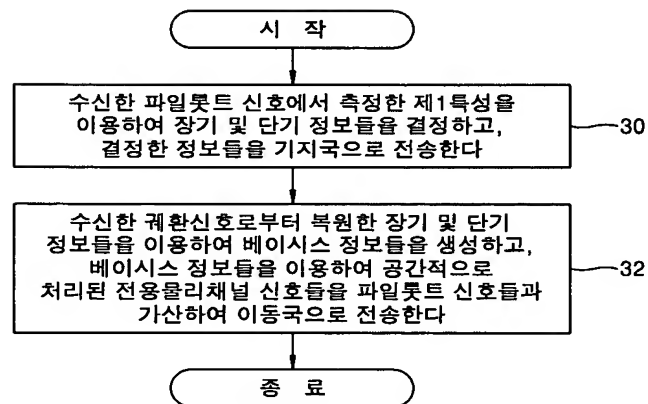 시 작
수신한 파일롯트 신호에서 측정한 제1특성을
이용하여 장기 및 단기 정보들을 결정하고,
결정한 정보들을 기지국으로 전송한다
30
수신한 궤환신호로부터 복원한 장기 및 단기
정보들을 이용하여 베이시스 정보들을 생성하고,
베이시스 정보들을 이용하여 공간적으로
처리된 전용물리채널 신호들을 파일롯트 신호들과
가산하여 이동국으로 전송한다
32
종 료